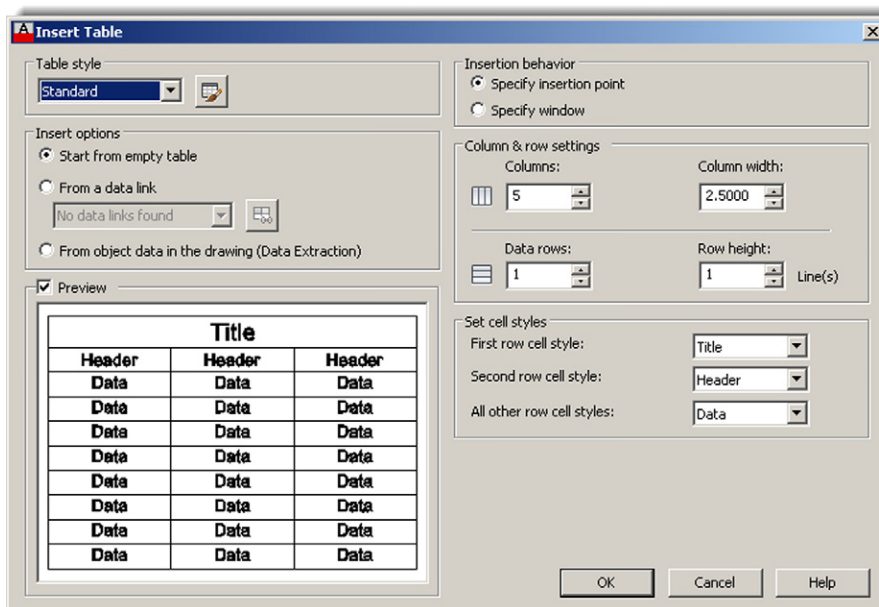 Insert Table
Table style
Standard
Insert options
Start from empty table
From a data link
No data links found
From object data in the drawing (Data Extraction)
Preview
Title
Header Header Header
Data Data Data
Data Data Data
Data Data Data
Data Data Data
Data Data Data
Data Data Data
Data Data Data
Data Data Data
Insertion behavior
Specify insertion point
Specify window
Column & row settings
Columns: Column width:
5 2.5000
Data rows: Row height:
1 1 Line(s)
Set cell styles
First row cell style: Title
Second row cell style: Header
All other row cell styles: Data
OK Cancel Help